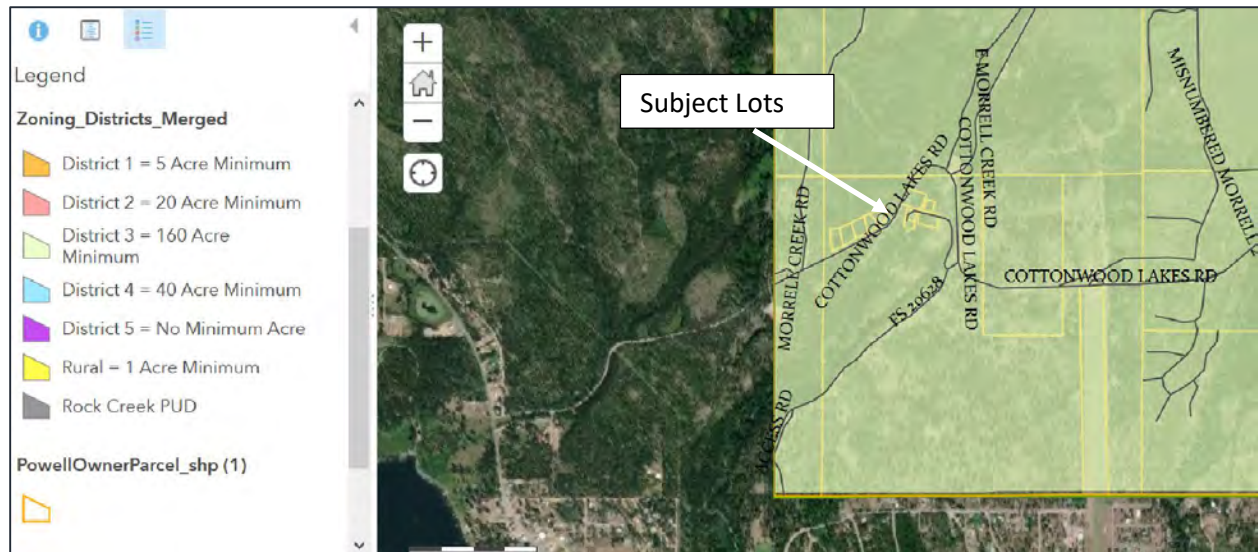 Legend
Zoning_Districts_Merged
District 1 = 5 Acre Minimum
District 2 = 20 Acre Minimum
District 3 = 160 Acre
Minimum
District 4 = 40 Acre Minimum
District 5 = No Minimum Acre
Rural = 1 Acre Minimum
Rock Creek PUD
PowellOwnerParcel_shp (1)
+
−
Subject Lots
E MORRELL CREEK RD
COTTONWOOD LAKES RD
MISNUMBERED MORRELL
MORRELL CREEK RD
COTTONWOOD LAKES RD
COTTONWOOD LAKES RD
FS 20628
ACCESS RD